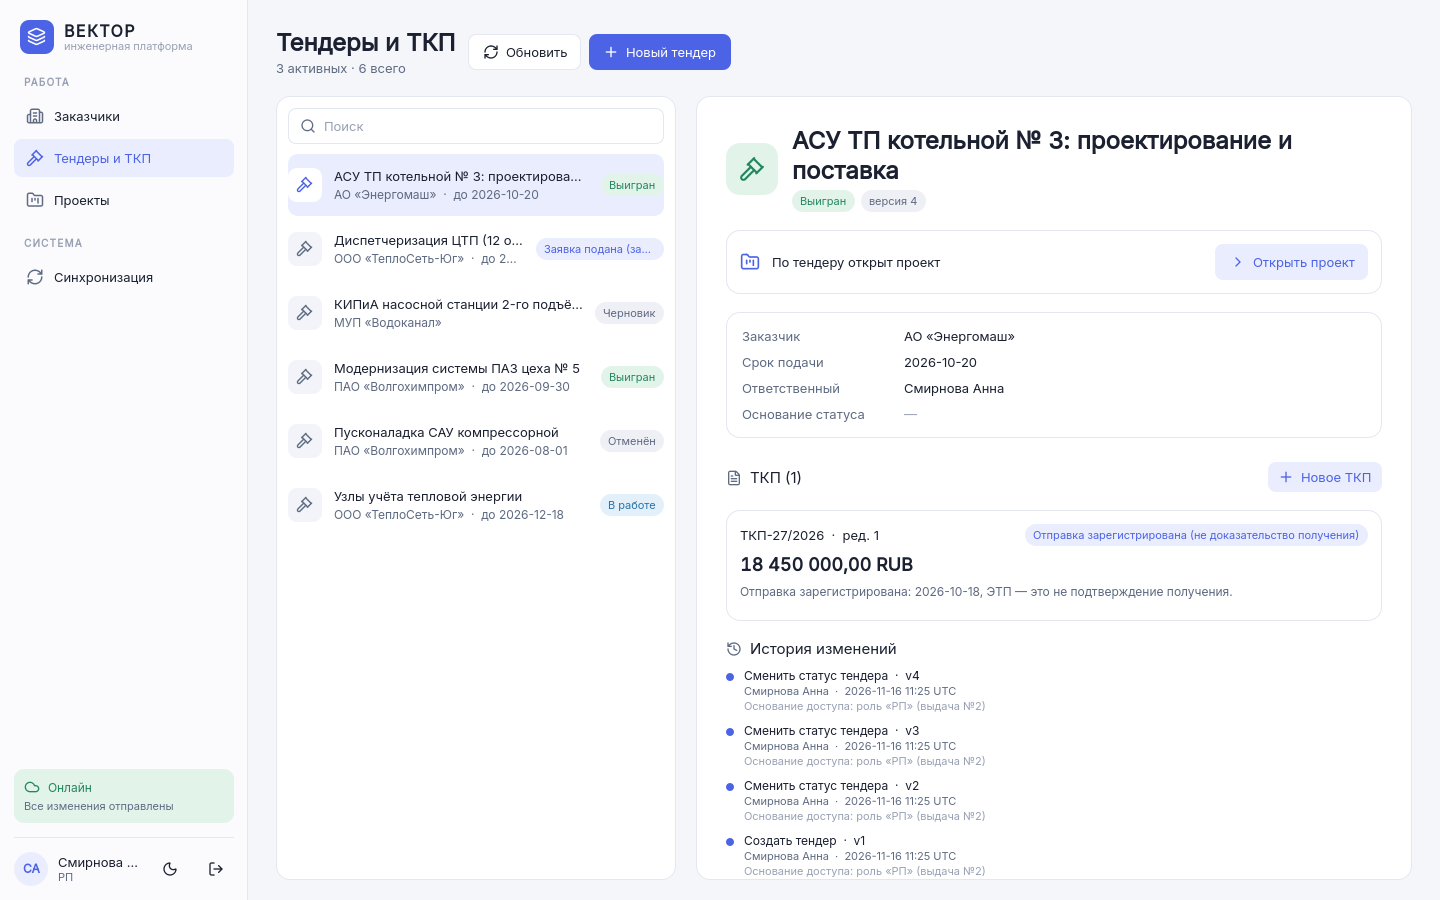 ВЕКТОР
инженерная платформа
РАБОТА
Заказчики
Тендеры и ТКП
Проекты
СИСТЕМА
Синхронизация
Онлайн
Все изменения отправлены
СА
Смирнова ...
РП
Тендеры и ТКП
3 активных · 6 всего
Обновить
Новый тендер
Поиск
АСУ ТП котельной № 3: проектирова...
АО «Энергомаш» · до 2026-10-20
Выигран
Диспетчеризация ЦТП (12 о...
ООО «ТеплоСеть-Юг» · до 2...
Заявка подана (за...
КИПиА насосной станции 2-го подъё...
МУП «Водоканал»
Черновик
Модернизация системы ПАЗ цеха № 5
ПАО «Волгохимпром» · до 2026-09-30
Выигран
Пусконаладка САУ компрессорной
ПАО «Волгохимпром» · до 2026-08-01
Отменён
Узлы учёта тепловой энергии
ООО «ТеплоСеть-Юг» · до 2026-12-18
В работе
АСУ ТП котельной № 3: проектирование и
поставка
Выигран
версия 4
По тендеру открыт проект
Открыть проект
Заказчик АО «Энергомаш»
Срок подачи 2026-10-20
Ответственный Смирнова Анна
Основание статуса —
ТКП (1)
Новое ТКП
ТКП-27/2026 · ред. 1
Отправка зарегистрирована (не доказательство получения)
18 450 000,00 RUB
Отправка зарегистрирована: 2026-10-18, ЭТП — это не подтверждение получения.
История изменений
Сменить статус тендера · v4
Смирнова Анна · 2026-11-16 11:25 UTC
Основание доступа: роль «РП» (выдача №2)
Сменить статус тендера · v3
Смирнова Анна · 2026-11-16 11:25 UTC
Основание доступа: роль «РП» (выдача №2)
Сменить статус тендера · v2
Смирнова Анна · 2026-11-16 11:25 UTC
Основание доступа: роль «РП» (выдача №2)
Создать тендер · v1
Смирнова Анна · 2026-11-16 11:25 UTC
Основание доступа: роль «РП» (выдача №2)